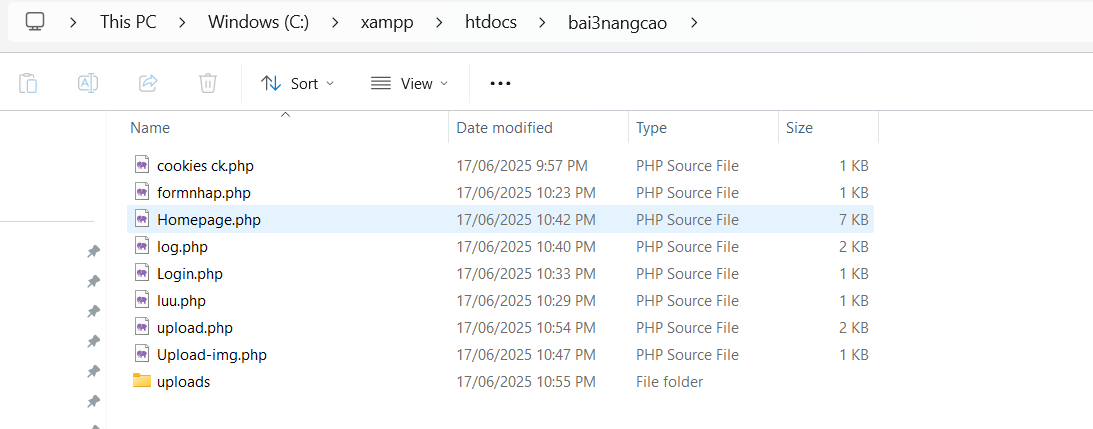 This PC > Windows (C:) > xampp > htdocs > bai3nangcao >
Sort View ...
Name Date modified Type Size
cookies ck.php 17/06/2025 9:57 PM PHP Source File 1 KB
formnhap.php 17/06/2025 10:23 PM PHP Source File 1 KB
Homepage.php 17/06/2025 10:42 PM PHP Source File 7 KB
log.php 17/06/2025 10:40 PM PHP Source File 2 KB
Login.php 17/06/2025 10:33 PM PHP Source File 1 KB
luu.php 17/06/2025 10:29 PM PHP Source File 1 KB
upload.php 17/06/2025 10:54 PM PHP Source File 2 KB
Upload-img.php 17/06/2025 10:47 PM PHP Source File 1 KB
uploads 17/06/2025 10:55 PM File folder